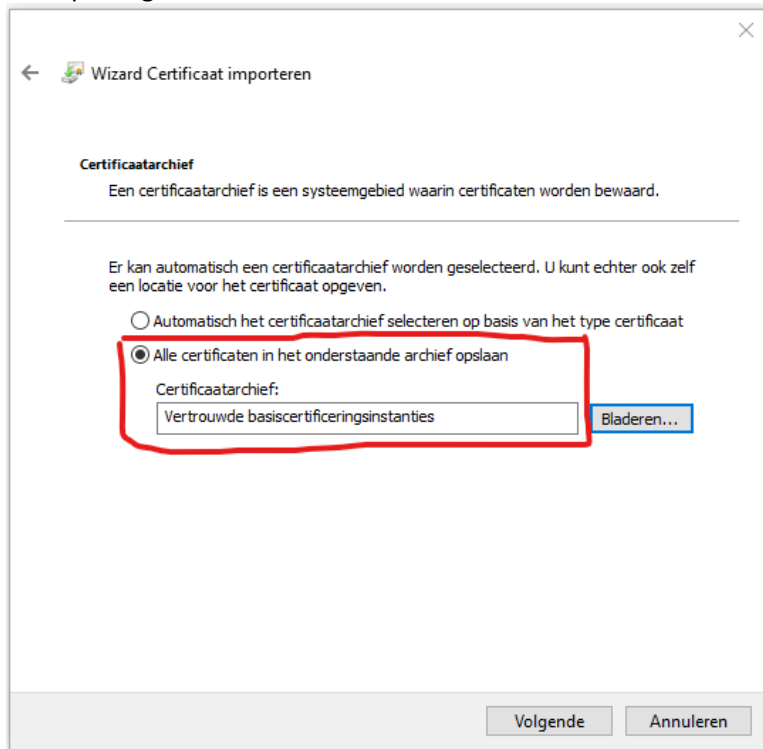 Wizard Certificaat importeren
Certificaatarchief
Een certificaatarchief is een systeemgebied waarin certificaten worden bewaard.
Er kan automatisch een certificaatarchief worden geselecteerd. U kunt echter ook zelf
een locatie voor het certificaat opgeven.
Automatisch het certificaatarchief selecteren op basis van het type certificaat
Alle certificaten in het onderstaande archief opslaan
Certificaatarchief:
Vertrouwde basiscertificeringsinstanties
Bladeren...
Volgende
Annuleren